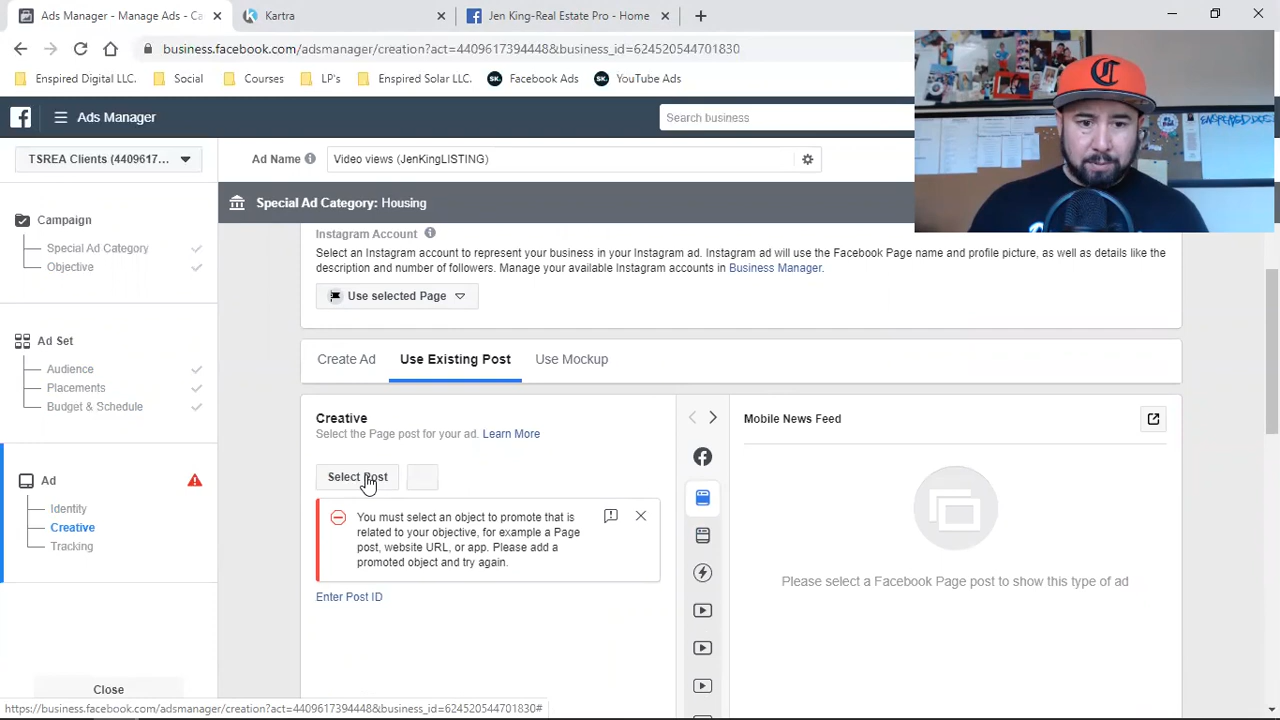 Ads Manager - Manage Ads - Ca
Kartra
Jen King-Real Estate Pro - Home
business.facebook.com/adsmanager/creation?act=4409617394448&business_id=624520544701830
Enspired Digital LLC.
Social
Courses
LP's
Enspired Solar LLC.
SK.
Facebook Ads
SK.
YouTube Ads
Ads Manager
Search business
TSREA Clients (4409617...
Ad Name
Video views (JenKingLISTING)
Special Ad Category: Housing
Campaign
Special Ad Category
Objective
Ad Set
Audience
Placements
Budget & Schedule
Ad
Identity
Creative
Tracking
Close
Instagram Account
Select an Instagram account to represent your business in your Instagram ad. Instagram ad will use the Facebook Page name and profile picture, as well as details like the
description and number of followers. Manage your available Instagram accounts in Business Manager.
Use selected Page
Create Ad
Use Existing Post
Use Mockup
Creative
Select the Page post for your ad. Learn More
Select Post
You must select an object to promote that is
related to your objective, for example a Page
post, website URL, or app. Please add a
promoted object and try again.
Enter Post ID
Mobile News Feed
Please select a Facebook Page post to show this type of ad
https://business.facebook.com/adsmanager/creation?act=4409617394448&business_id=624520544701830#